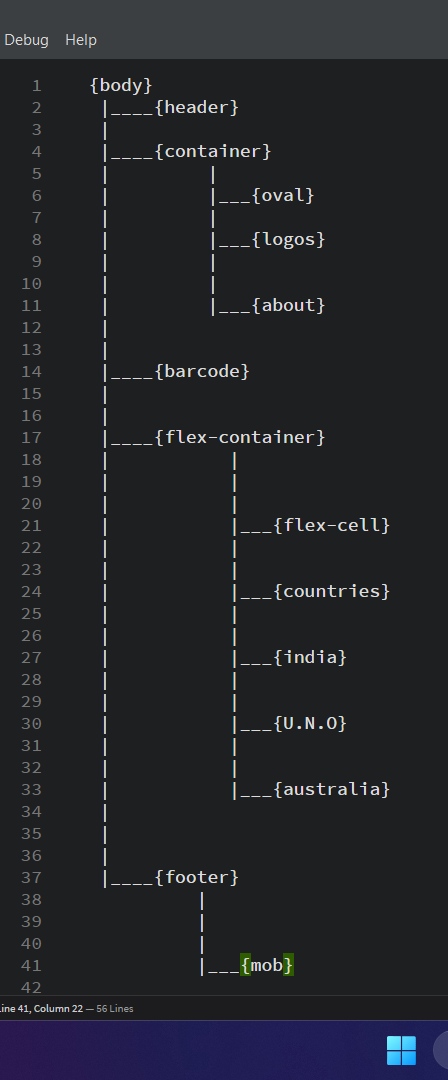 Debug Help
1 {body}
2 |____{header}
3 |
4 |____{container}
5 | |
6 | |___{oval}
7 | |
8 | |___{logos}
9 | |
10 | |
11 | |___{about}
12 |
13 |
14 |____{barcode}
15 |
16 |
17 |____{flex-container}
18 | |
19 | |
20 | |
21 | |___{flex-cell}
22 | |
23 | |
24 | |___{countries}
25 | |
26 | |
27 | |___{india}
28 | |
29 | |
30 | |___{U.N.O}
31 | |
32 | |
33 | |___{australia}
34 |
35 |
36 |
37 |____{footer}
38 |
39 |
40 |
41 |___{mob}
42
ine 41, Column 22 — 56 Lines